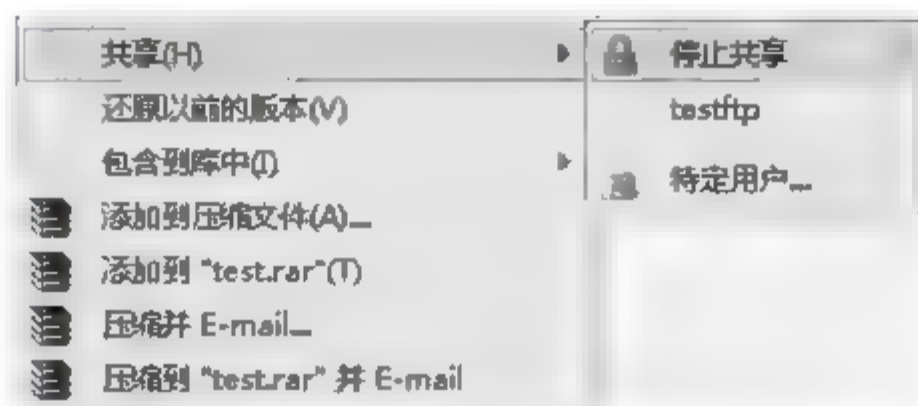 共享(H)
还原以前的版本(V)
包含到库中(I)
添加到压缩文件(A)...
添加到 "test.rar"(T)
压缩并 E-mail...
压缩到 "test.rar" 并 E-mail
停止共享
testftp
特定用户...